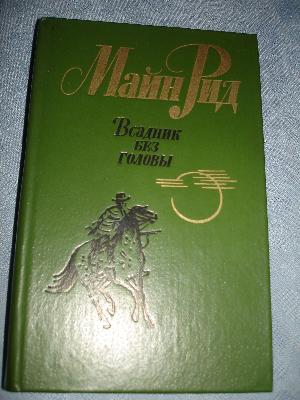 Майн Рид
Всадник
без
головы